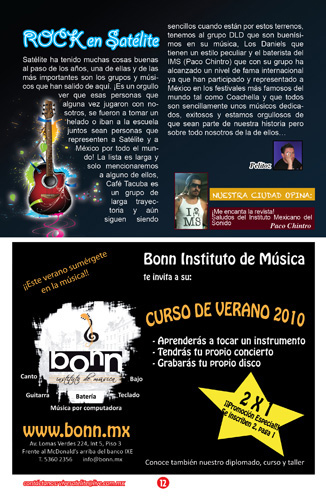 ROCK en Satélite
Satélite ha tenido muchas cosas buenas
al paso de los años, una de ellas y de las
más importantes son los grupos y músi-
cos que han salido de aquí. ¡Es un orgullo
ver que esas personas que
alguna vez jugaron con no-
sotros, se fueron a tomar un
helado o iban a la escuela
juntos sean personas que
representen a Satélite y a
México por todo el mun-
do! La lista es larga y
solo mencionaremos
a alguno de ellos,
Café Tacuba es
un grupo de
larga trayec-
toria y aún
siguen siendo
sencillos cuando están por estos terrenos,
tenemos al grupo DLD que son buenísi-
mos en su música, Los Daniels que
tienen un estilo peculiar y el baterista del
IMS (Paco Chintro) que con su grupo ha
alcanzado un nivel de fama internacional
ya que han participado y representado a
México en los festivales más famosos del
mundo tal como Coachella y que todos
son sencillamente unos músicos dedica-
dos, exitosos y estamos orgullosos de
que sean parte de nuestra historia pero
sobre todo nosotros de la de ellos...
I
IMS
NUESTRA CIUDAD OPINA:
¡Me encanta la revista!
Saludos del Instituto Mexicano del
Sonido
Paco Chintro
¡¡Este verano sumérgete
en la música!!
Bonn Instituto de Música
te invita a su:
CURSO DE VERANO 2010
- Aprenderás a tocar un instrumento
- Tendrás tu propio concierto
- Grabarás tu propio disco
bonn
instituto de música
Canto
Bajo
Guitarra
Batería
Teclado
Música por computadora
www.bonn.mx
Av. Lomas Verdes 224, Int 5, Piso 3
Frente al McDonald's arriba del banco IXE
T. 5360 2356 info@bonn.mx
2 X 1
¡¡Promoción Especial!!
Se inscriben 2, paga 1
Conoce también nuestro diplomado, curso y taller
12